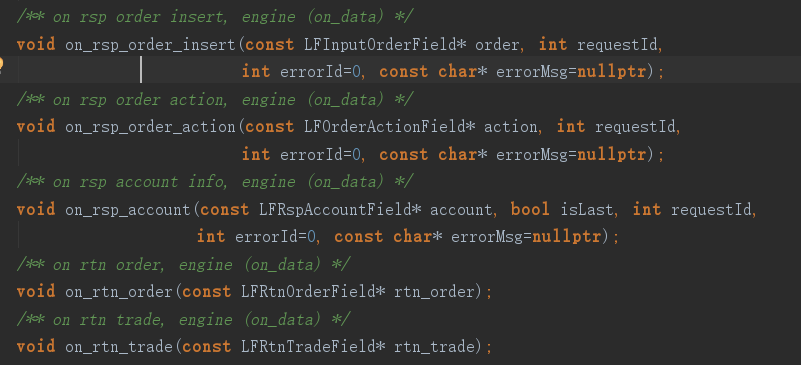 /** on rsp order insert, engine (on_data) */
void on_rsp_order_insert(const LFInputOrderField* order, int requestId,
int errorId=0, const char* errorMsg=nullptr);
/** on rsp order action, engine (on_data) */
void on_rsp_order_action(const LFOrderActionField* action, int requestId,
int errorId=0, const char* errorMsg=nullptr);
/** on rsp account info, engine (on_data) */
void on_rsp_account(const LFRspAccountField* account, bool isLast, int requestId,
int errorId=0, const char* errorMsg=nullptr);
/** on rtn order, engine (on_data) */
void on_rtn_order(const LFRtnOrderField* rtn_order);
/** on rtn trade, engine (on_data) */
void on_rtn_trade(const LFRtnTradeField* rtn_trade);